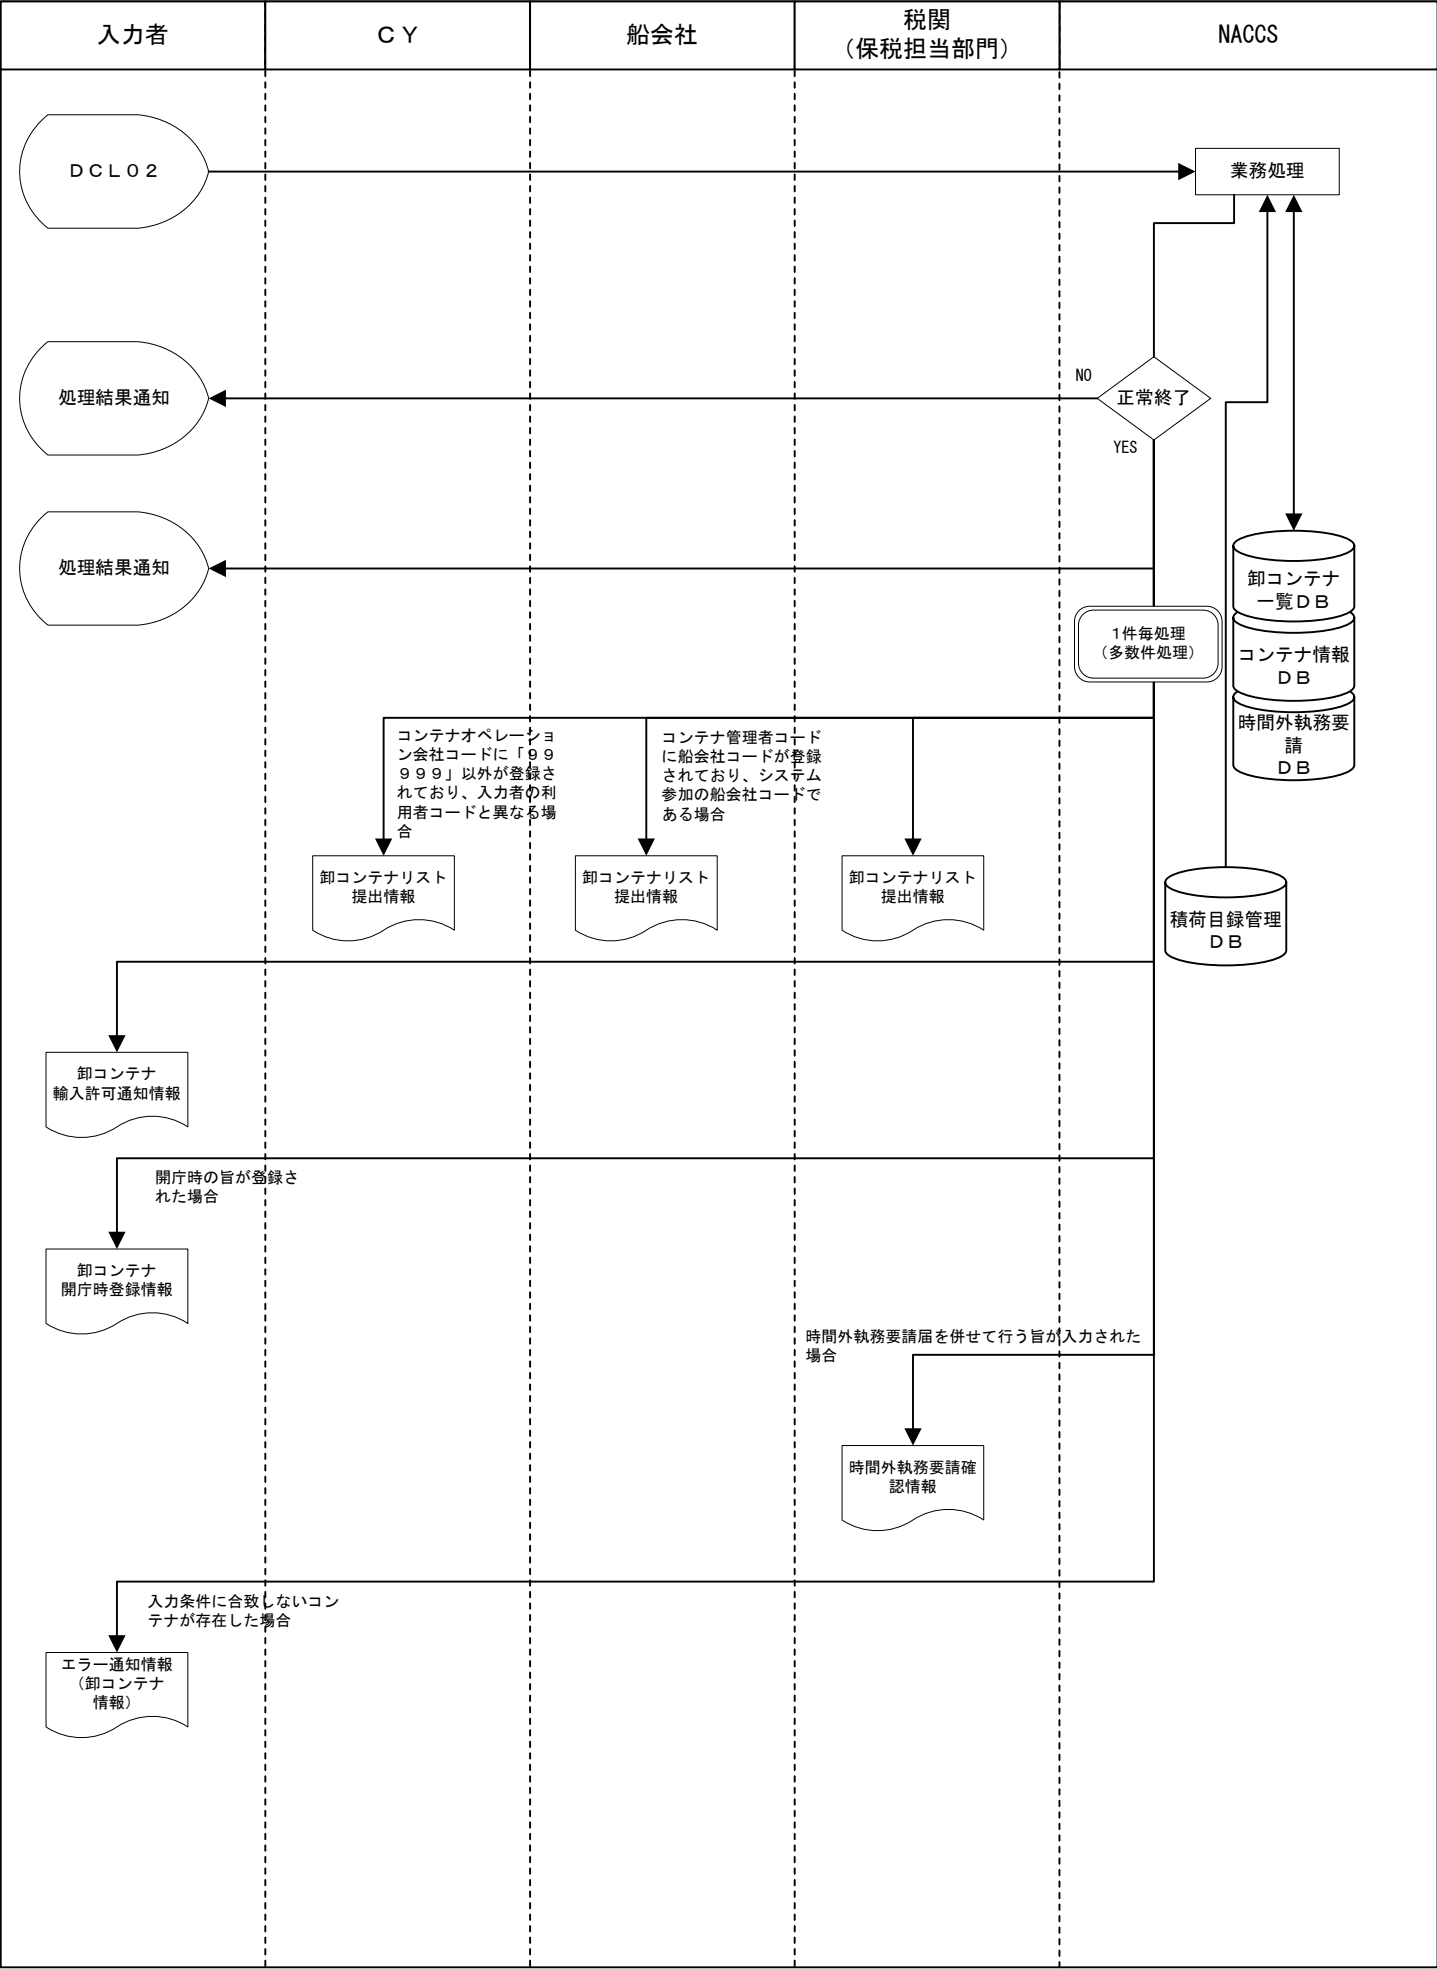 入力者
ＣＹ
船会社
税関
（保税担当部門）
NACCS
ＤＣＬ０２
業務処理
処理結果通知
NO
正常終了
YES
処理結果通知
卸コンテナ
一覧ＤＢ
1件毎処理
（多数件処理）
コンテナ情報
ＤＢ
時間外執務要
請
ＤＢ
コンテナオペレーショ
ン会社コードに「９９
９９９」以外が登録さ
れており、入力者の利
用者コードと異なる場
合
コンテナ管理者コード
に船会社コードが登録
されており、システム
参加の船会社コードで
ある場合
卸コンテナリスト
提出情報
卸コンテナリスト
提出情報
卸コンテナリスト
提出情報
積荷目録管理
ＤＢ
卸コンテナ
輸入許可通知情報
開庁時の旨が登録さ
れた場合
卸コンテナ
開庁時登録情報
時間外執務要請届を併せて行う旨が入力された
場合
時間外執務要請確
認情報
入力条件に合致しないコン
テナが存在した場合
エラー通知情報
（卸コンテナ
情報）